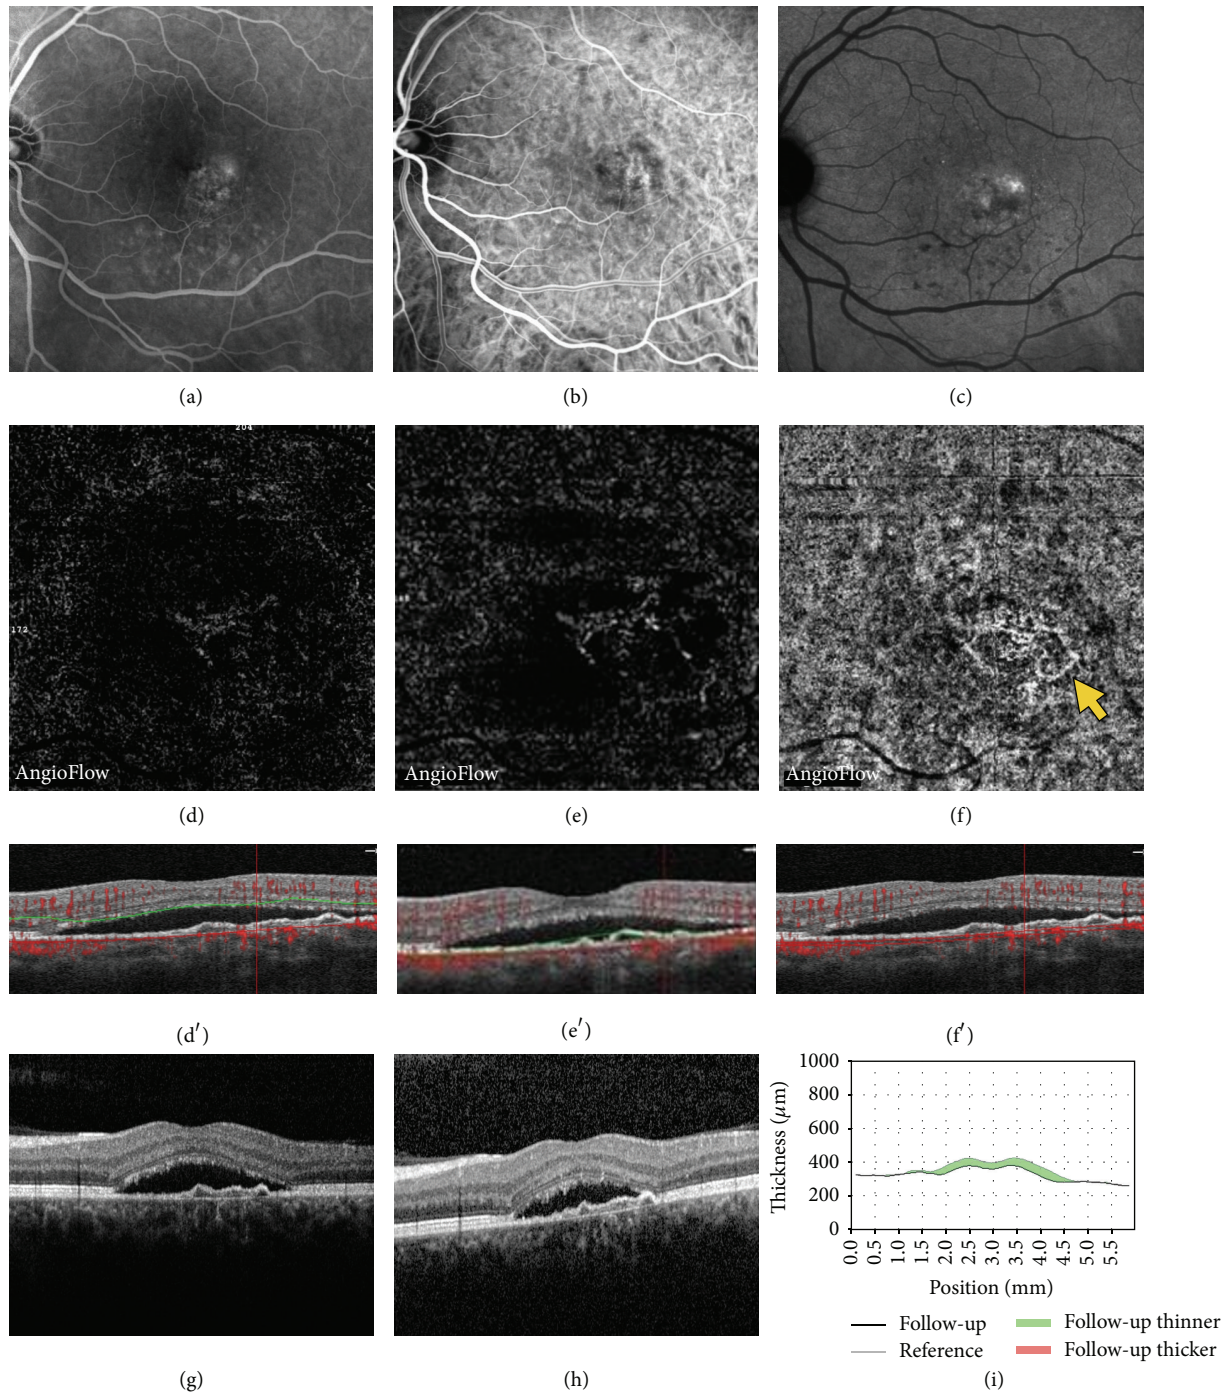 (a)
(b)
(c)
204
172
AngioFlow
AngioFlow
AngioFlow
(d)
(e)
(f)
(d′)
(e′)
(f′)
1000
800
600
400
200
0
Thickness (μm)
0.0
0.5
1.0
1.5
2.0
2.5
3.0
3.5
4.0
4.5
5.0
5.5
Position (mm)
Follow-up
Follow-up thinner
Reference
Follow-up thicker
(g)
(h)
(i)